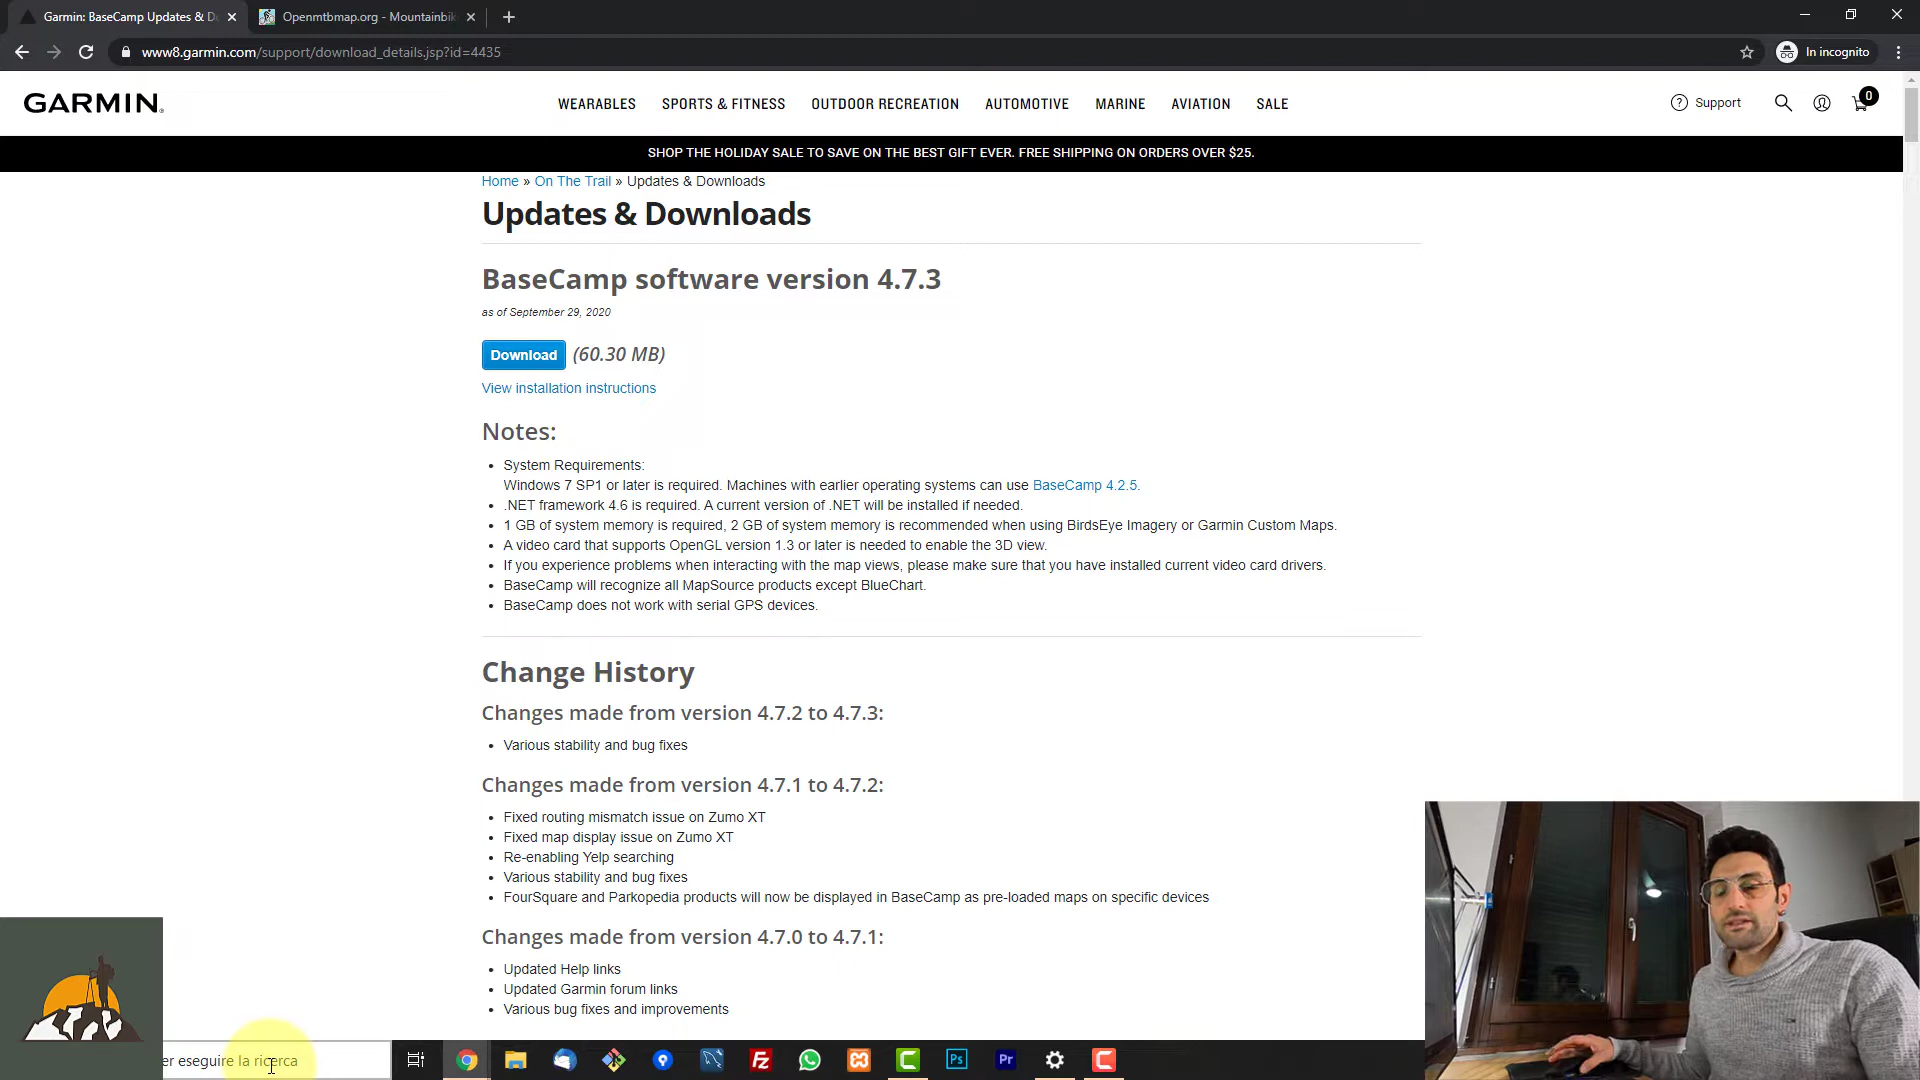 Garmin: BaseCamp Updates & D
Openmtbmap.org - Mountainbik
www8.garmin.com/support/download_details.jsp?id=4435
In incognito
GARMIN.
WEARABLES
SPORTS & FITNESS
OUTDOOR RECREATION
AUTOMOTIVE
MARINE
AVIATION
SALE
? Support
0
SHOP THE HOLIDAY SALE TO SAVE ON THE BEST GIFT EVER. FREE SHIPPING ON ORDERS OVER $25.
Home » On The Trail » Updates & Downloads
Updates & Downloads
BaseCamp software version 4.7.3
as of September 29, 2020
Download (60.30 MB)
View installation instructions
Notes:
• System Requirements:
Windows 7 SP1 or later is required. Machines with earlier operating systems can use BaseCamp 4.2.5.
• .NET framework 4.6 is required. A current version of .NET will be installed if needed.
• 1 GB of system memory is required, 2 GB of system memory is recommended when using BirdsEye Imagery or Garmin Custom Maps.
• A video card that supports OpenGL version 1.3 or later is needed to enable the 3D view.
• If you experience problems when interacting with the map views, please make sure that you have installed current video card drivers.
• BaseCamp will recognize all MapSource products except BlueChart.
• BaseCamp does not work with serial GPS devices.
Change History
Changes made from version 4.7.2 to 4.7.3:
• Various stability and bug fixes
Changes made from version 4.7.1 to 4.7.2:
• Fixed routing mismatch issue on Zumo XT
• Fixed map display issue on Zumo XT
• Re-enabling Yelp searching
• Various stability and bug fixes
• FourSquare and Parkopedia products will now be displayed in BaseCamp as pre-loaded maps on specific devices
Changes made from version 4.7.0 to 4.7.1:
• Updated Help links
• Updated Garmin forum links
• Various bug fixes and improvements
er eseguire la ricerca
Fz
Ps
Pr